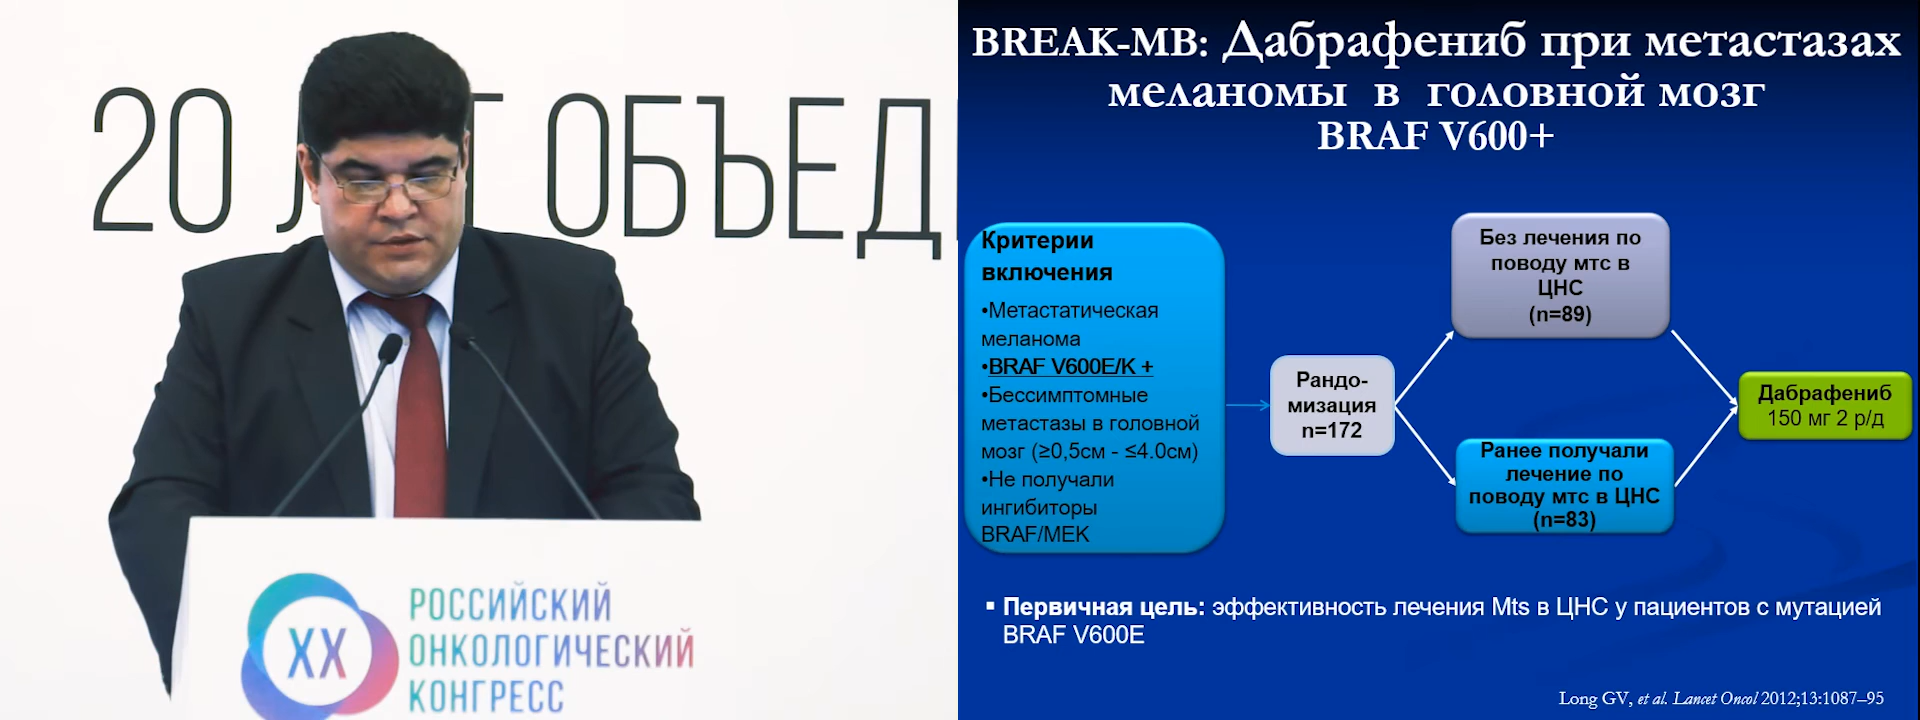 20 Л Т ОБЪЕД
XX
РОССИЙСКИЙ
ОНКОЛОГИЧЕСКИЙ
КОНГРЕСС
BREAK-MB: Дабрафениб при метастазах
меланомы в головной мозг
BRAF V600+
Критерии
включения
•Метастатическая
меланома
•BRAF V600E/K +
•Бессимптомные
метастазы в головной
мозг (≥0,5см - ≤4.0см)
•Не получали
ингибиторы
BRAF/MEK
Рандо-
мизация
n=172
Без лечения по
поводу мтс в
ЦНС
(n=89)
Ранее получали
лечение по
поводу мтс в ЦНС
(n=83)
Дабрафениб
150 мг 2 р/д
▪ Первичная цель: эффективность лечения Mts в ЦНС у пациентов с мутацией
BRAF V600E
Long GV, et al. Lancet Oncol 2012;13:1087–95